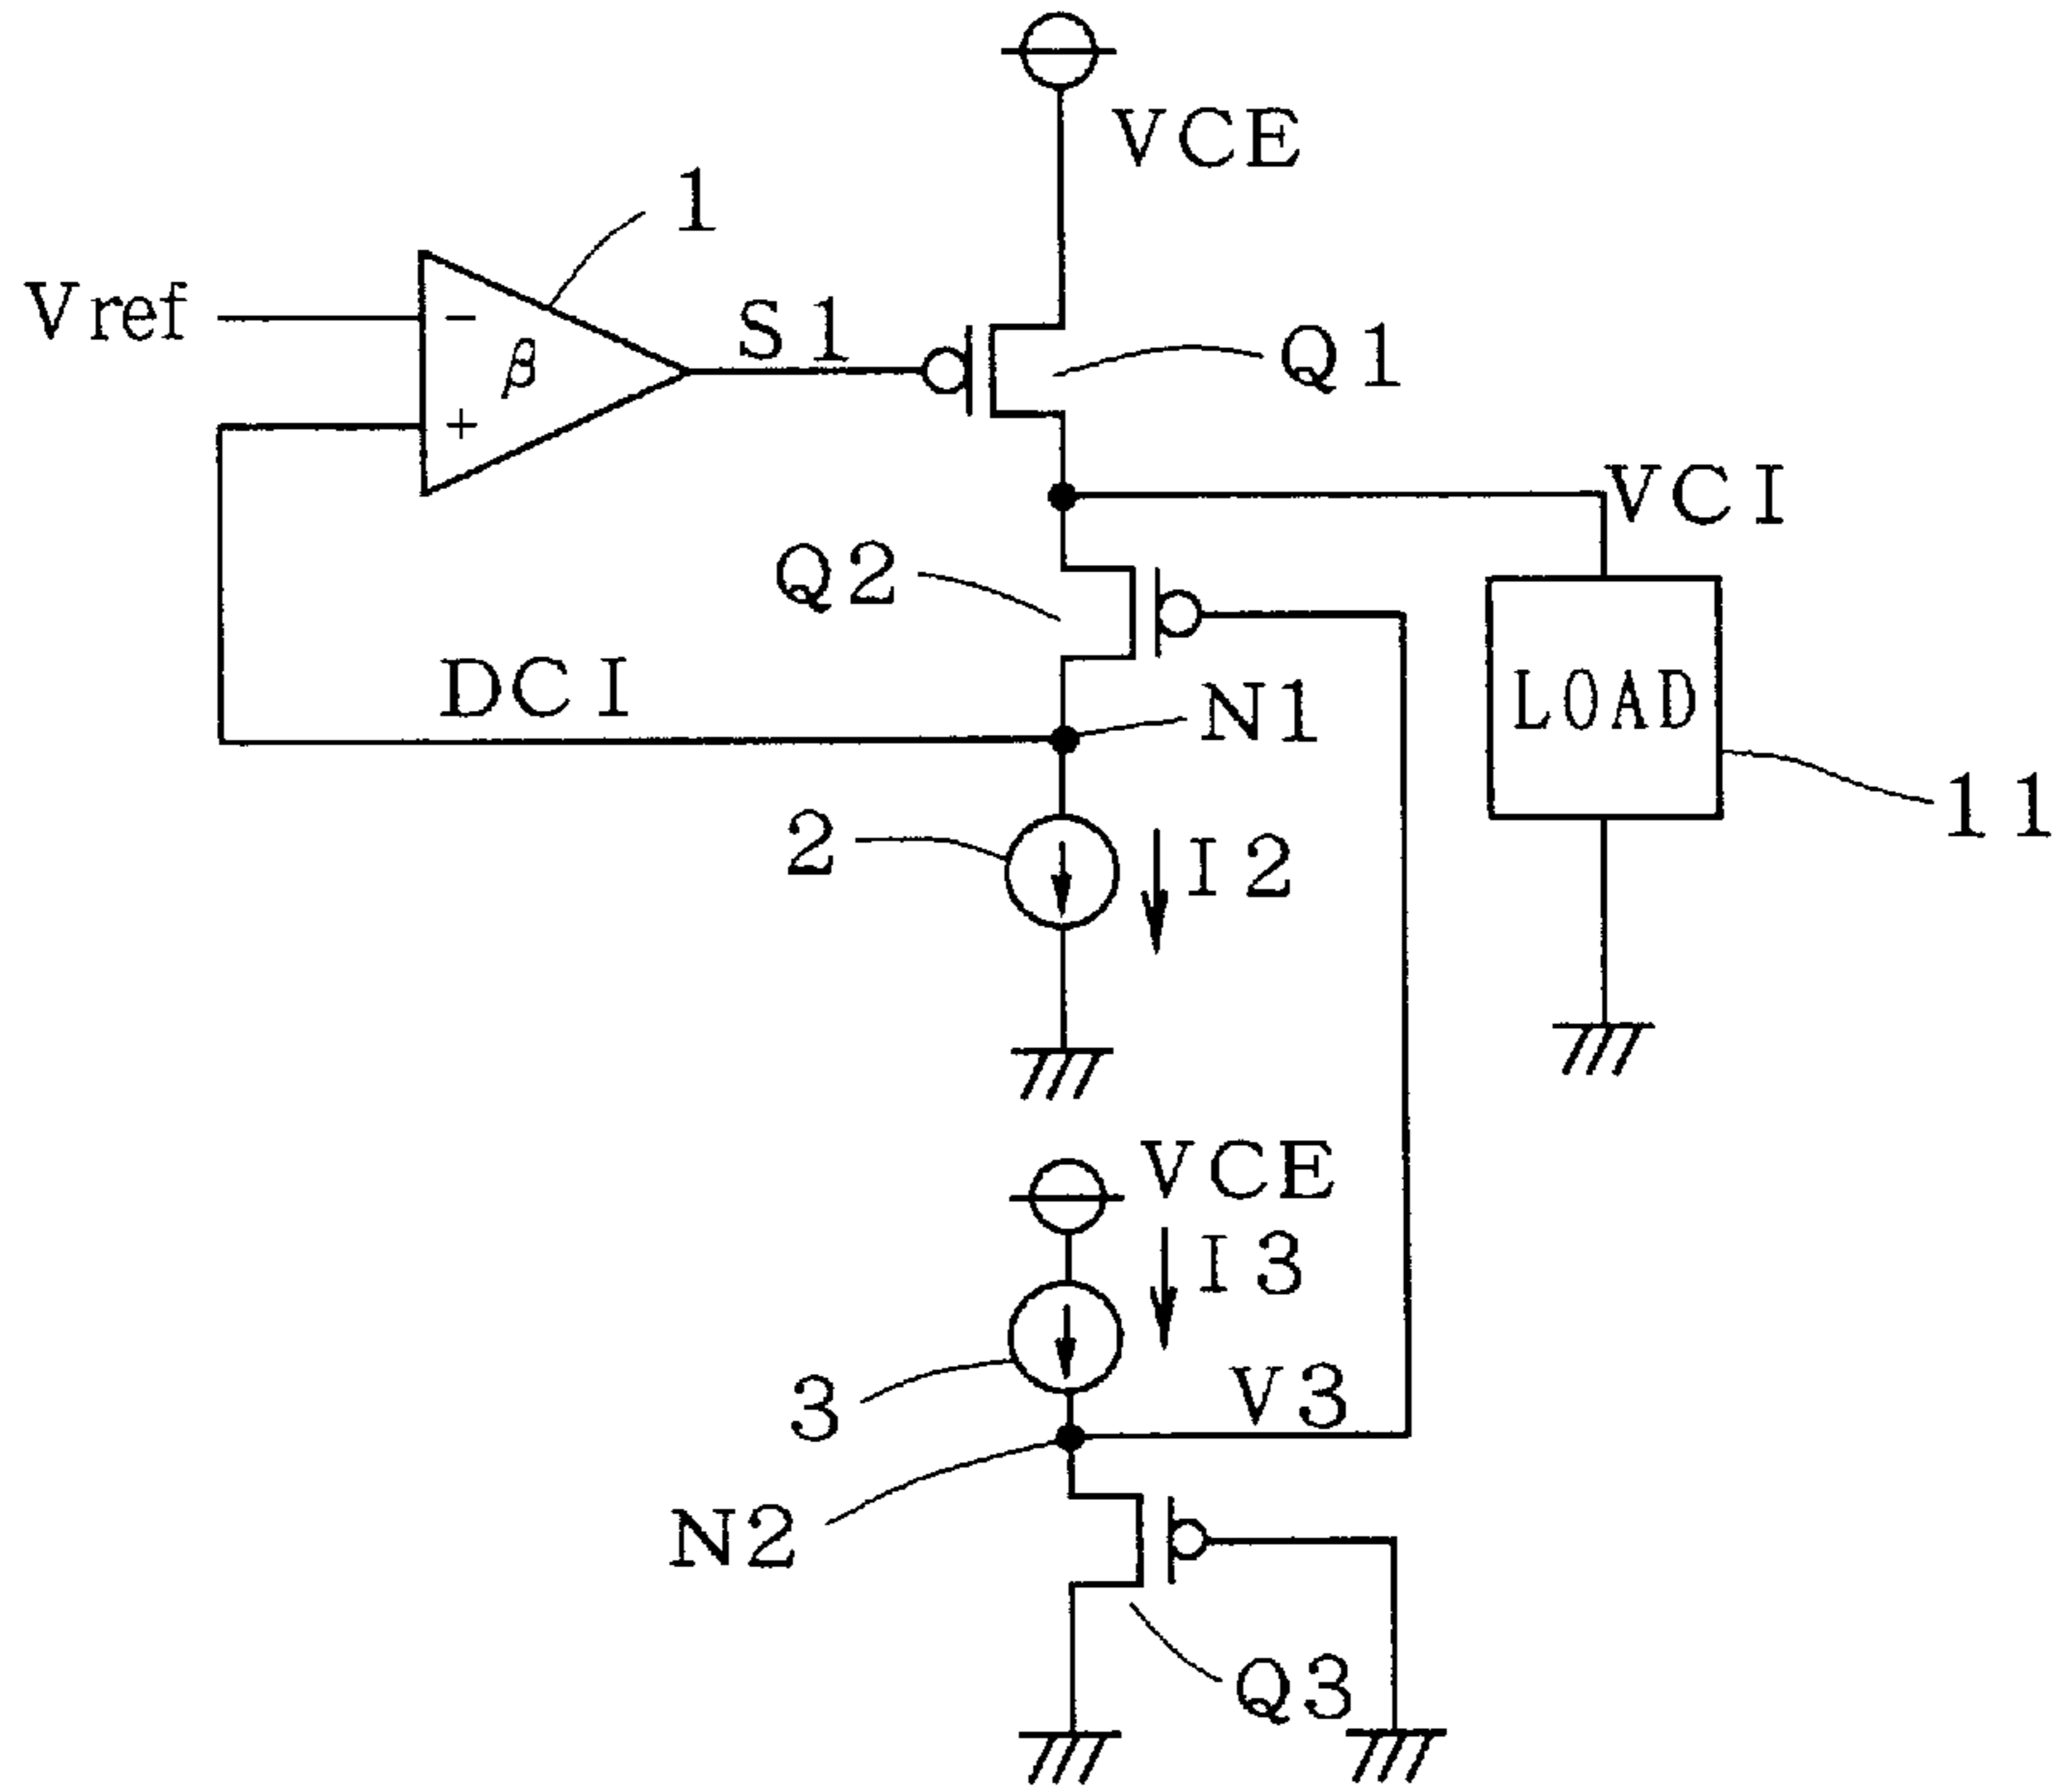 VCE
1
Vref
−
β
+
S1
Q1
VCI
Q2
LOAD
DCI
N1
11
2
I2
VCE
I3
3
V3
N2
Q3